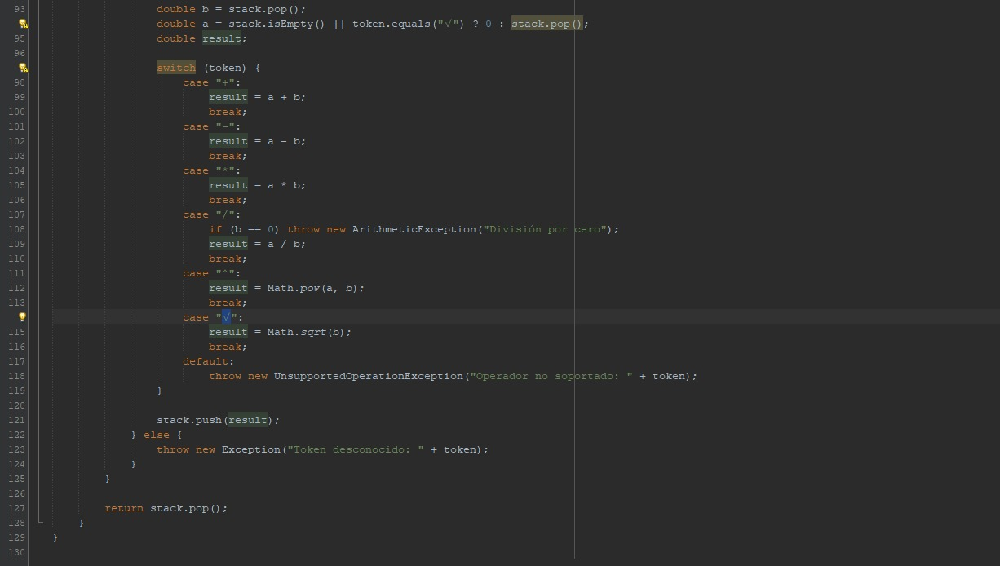 93 double b = stack.pop();
double a = stack.isEmpty() || token.equals("√") ? 0 : stack.pop();
95 double result;
96
switch (token) {
98 case "+":
99 result = a + b;
100 break;
101 case "-":
102 result = a - b;
103 break;
104 case "*":
105 result = a * b;
106 break;
107 case "/":
108 if (b == 0) throw new ArithmeticException("División por cero");
109 result = a / b;
110 break;
111 case "^":
112 result = Math.pow(a, b);
113 break;
case "√":
115 result = Math.sqrt(b);
116 break;
117 default:
118 throw new UnsupportedOperationException("Operador no soportado: " + token);
119 }
120
121 stack.push(result);
122 } else {
123 throw new Exception("Token desconocido: " + token);
124 }
125 }
126
127 return stack.pop();
128 }
129 }
130